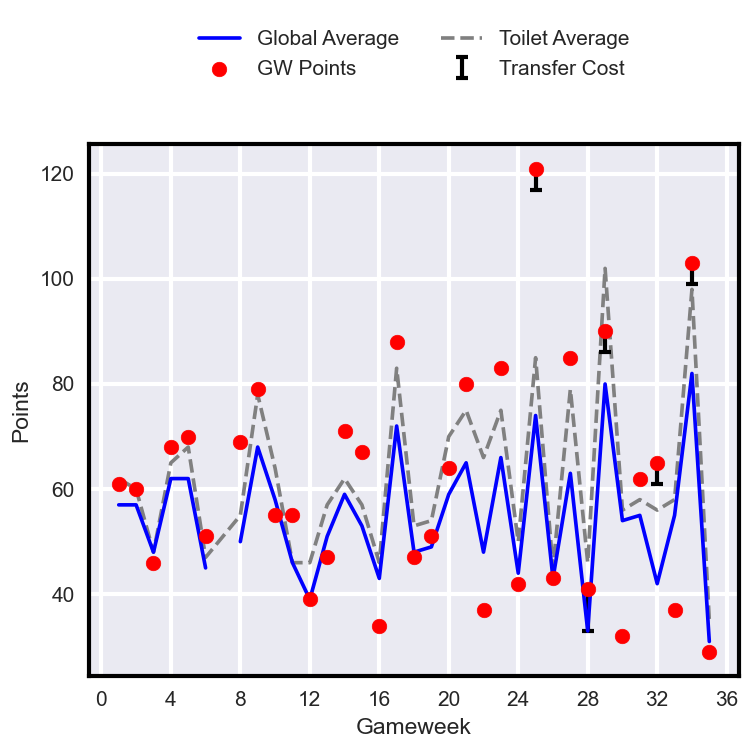 Global Average
GW Points
Toilet Average
Transfer Cost
120
100
80
60
40
Points
0 4 8 12 16 20 24 28 32 36
Gameweek